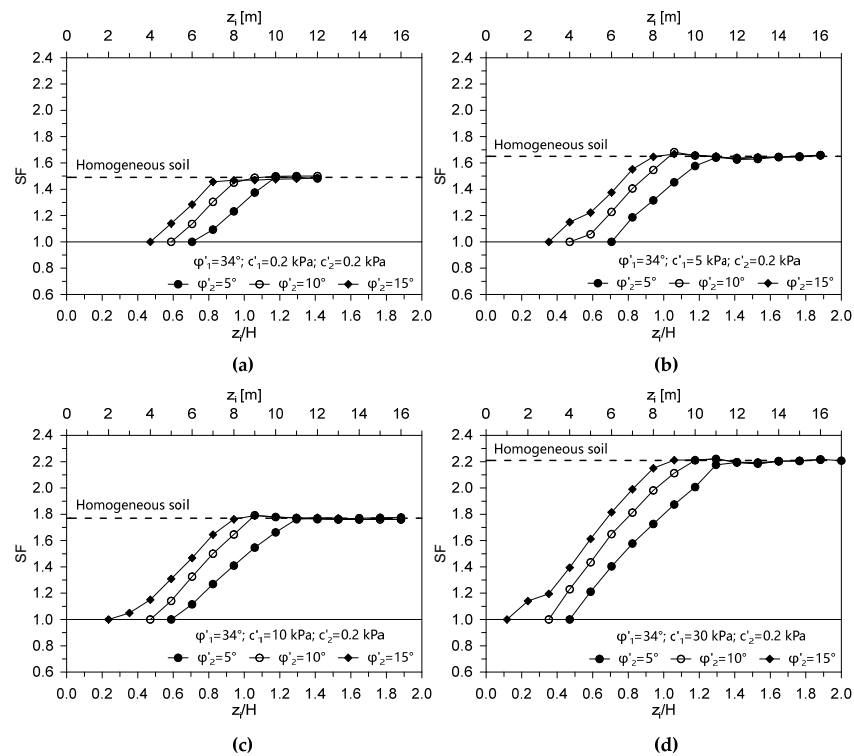 z_i [m]
0 2 4 6 8 10 12 14 16
2.4
2.2
2.0
1.8
1.6
1.4
1.2
1.0
0.8
0.6
SF
Homogeneous soil
φ'₁=34°; c'₁=0.2 kPa; c'₂=0.2 kPa
φ'₂=5° φ'₂=10° φ'₂=15°
0.0 0.2 0.4 0.6 0.8 1.0 1.2 1.4 1.6 1.8 2.0
z_i/H
(a)
z_i [m]
0 2 4 6 8 10 12 14 16
2.4
2.2
2.0
1.8
1.6
1.4
1.2
1.0
0.8
0.6
SF
Homogeneous soil
φ'₁=34°; c'₁=5 kPa; c'₂=0.2 kPa
φ'₂=5° φ'₂=10° φ'₂=15°
0.0 0.2 0.4 0.6 0.8 1.0 1.2 1.4 1.6 1.8 2.0
z_i/H
(b)
z_i [m]
0 2 4 6 8 10 12 14 16
2.4
2.2
2.0
1.8
1.6
1.4
1.2
1.0
0.8
0.6
SF
Homogeneous soil
φ'₁=34°; c'₁=10 kPa; c'₂=0.2 kPa
φ'₂=5° φ'₂=10° φ'₂=15°
0.0 0.2 0.4 0.6 0.8 1.0 1.2 1.4 1.6 1.8 2.0
z_i/H
(c)
z_i [m]
0 2 4 6 8 10 12 14 16
2.4
2.2
2.0
1.8
1.6
1.4
1.2
1.0
0.8
0.6
SF
Homogeneous soil
φ'₁=34°; c'₁=30 kPa; c'₂=0.2 kPa
φ'₂=5° φ'₂=10° φ'₂=15°
0.0 0.2 0.4 0.6 0.8 1.0 1.2 1.4 1.6 1.8 2.0
z_i/H
(d)